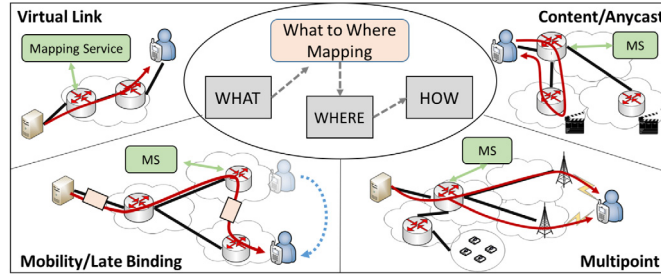 Virtual Link
Mapping Service
What to Where
Mapping
WHAT
WHERE
HOW
Content/Anycast
MS
MS
Mobility/Late Binding
MS
Multipoint